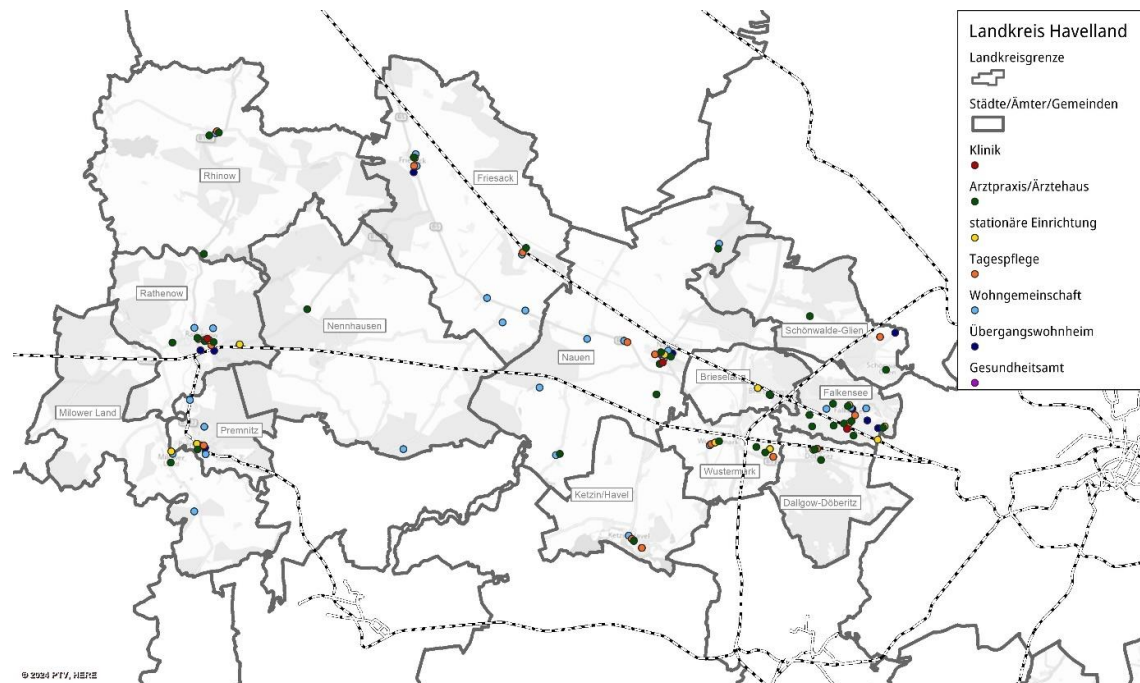 Landkreis Havelland
Landkreisgrenze
Städte/Ämter/Gemeinden
Klinik
Arztpraxis/Ärztehaus
stationäre Einrichtung
Tagespflege
Wohngemeinschaft
Übergangswohnheim
Gesundheitsamt
Rhinow
Friesack
Rathenow
Nennhausen
Schönwalde-Glien
Nauen
Brieselang
Falkensee
Milower Land
Premnitz
Wustermark
Ketzin/Havel
Dallgow-Döberitz
© 2024 PTV, HERE